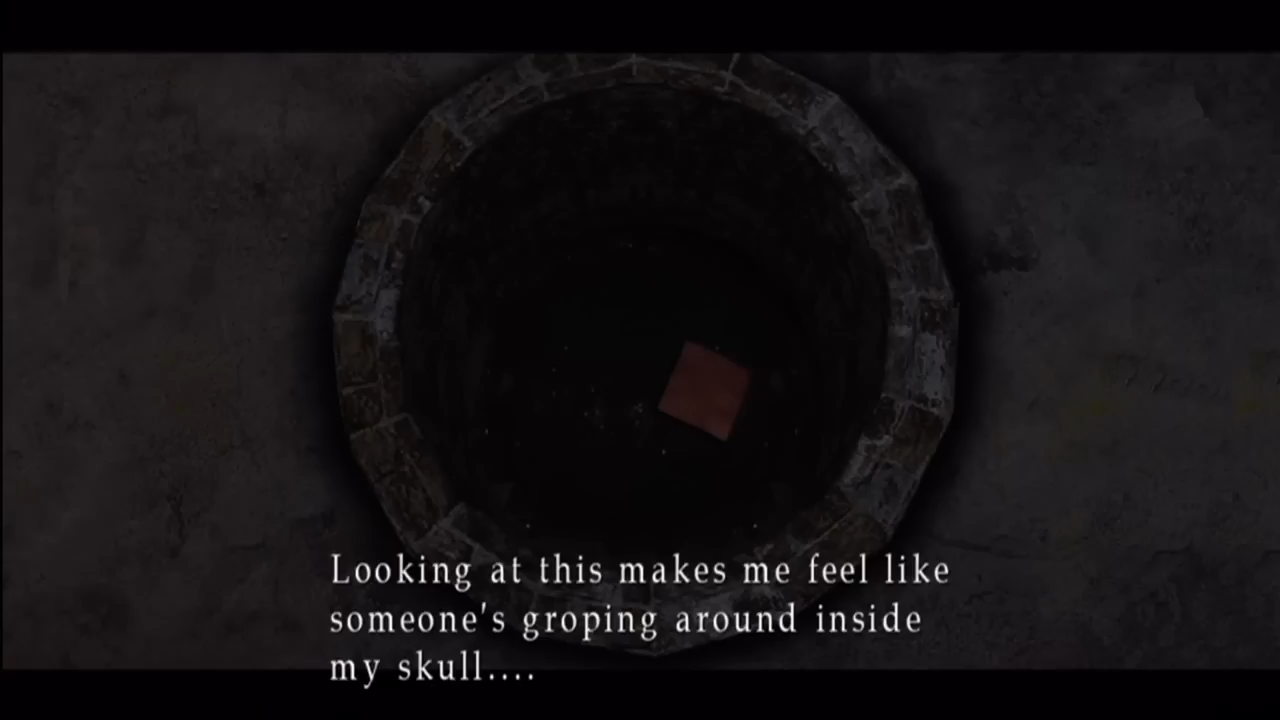 Looking at this makes me feel like
someone's groping around inside
my skull....